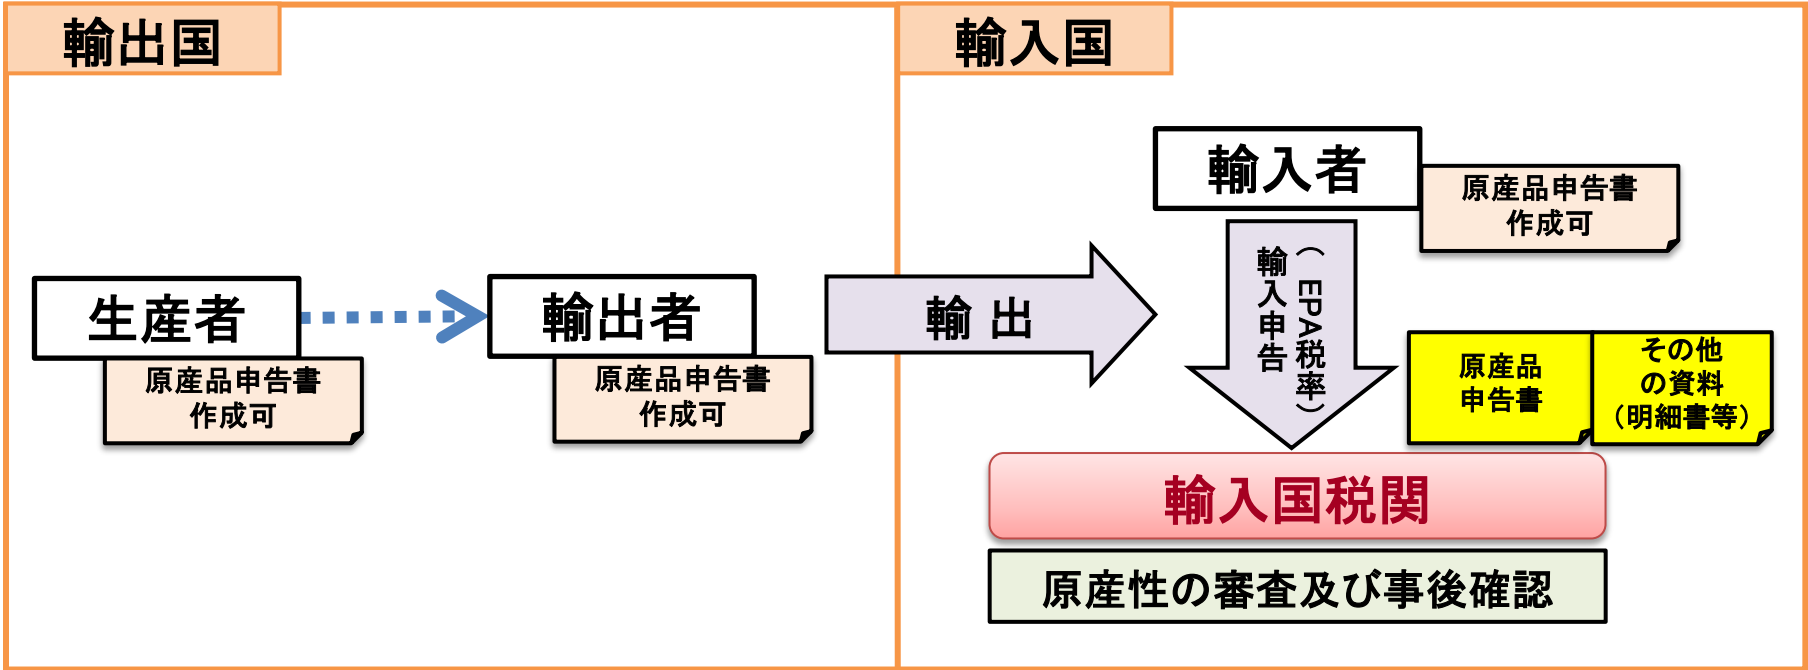 輸出国
生産者
原産品申告書
作成可
輸出者
原産品申告書
作成可
輸 出
輸入国
輸入者
原産品申告書
作成可
輸入申告
（EPA税率）
原産品
申告書
その他
の資料
（明細書等）
輸入国税関
原産性の審査及び事後確認